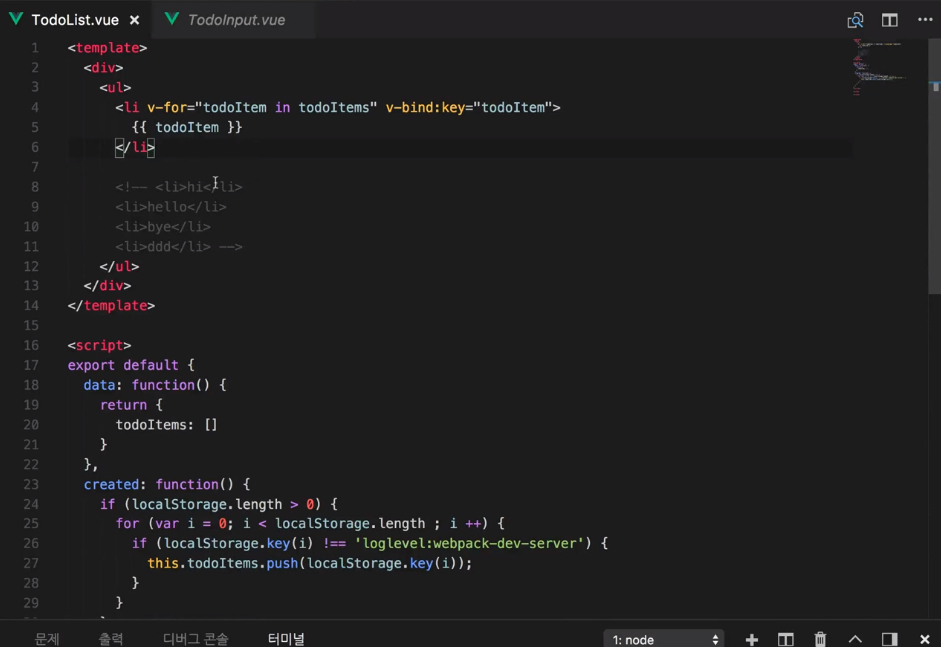 TodoList.vue
TodoInput.vue
1 <template>
2 <div>
3 <ul>
4 <li v-for="todoItem in todoItems" v-bind:key="todoItem">
5 {{ todoItem }}
6 </li>
7
8 <!-- <li>hi</li>
9 <li>hello</li>
10 <li>bye</li>
11 <li>ddd</li> -->
12 </ul>
13 </div>
14 </template>
15
16 <script>
17 export default {
18 data: function() {
19 return {
20 todoItems: []
21 }
22 },
23 created: function() {
24 if (localStorage.length > 0) {
25 for (var i = 0; i < localStorage.length ; i ++) {
26 if (localStorage.key(i) !== 'loglevel:webpack-dev-server') {
27 this.todoItems.push(localStorage.key(i));
28 }
29 }
문제 출력 디버그 콘솔 터미널 1: node